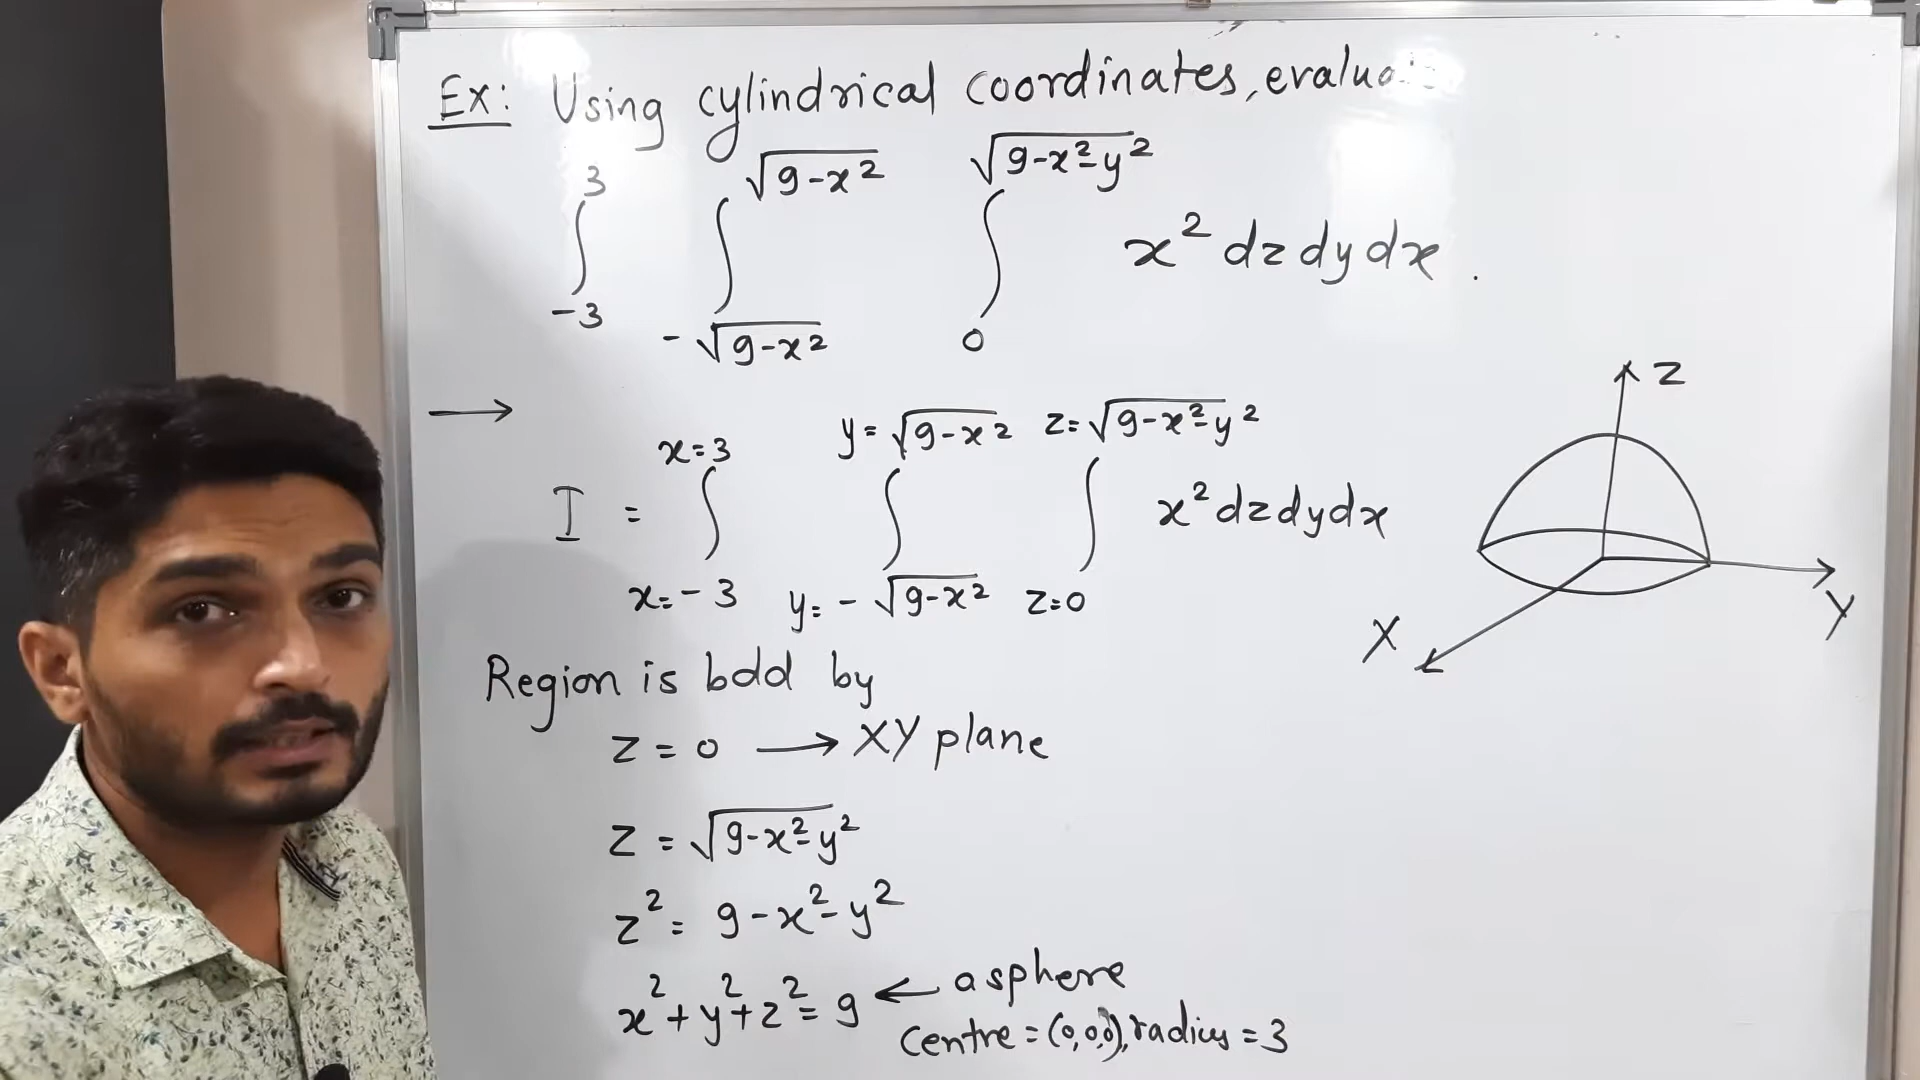 Ex: Using cylindrical coordinates, evalua
∫_{-3}^{3} ∫_{-√(9-x²)}^{√(9-x²)} ∫_{0}^{√(9-x²-y²)} x² dz dy dx.
→ I = ∫_{x=-3}^{x=3} ∫_{y=-√(9-x²)}^{y=√(9-x²)} ∫_{z=0}^{z=√(9-x²-y²)} x² dz dy dx
Z
Y
X
Region is bdd by
z = 0 → XY plane
z = √(9-x²-y²)
z² = 9-x²-y²
x²+y²+z² = 9 ← a sphere
centre = (0,0,0), radius = 3